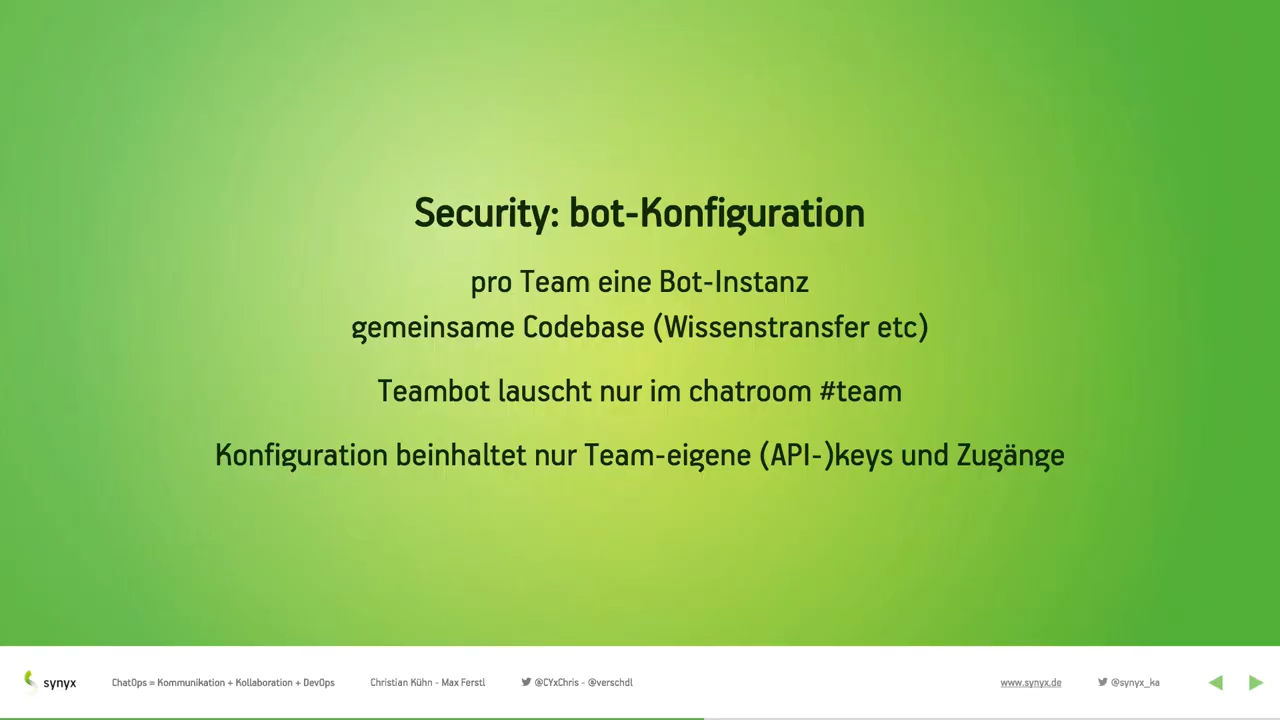 Security: bot-Konfiguration
pro Team eine Bot-Instanz
gemeinsame Codebase (Wissenstransfer etc)
Teambot lauscht nur im chatroom #team
Konfiguration beinhaltet nur Team-eigene (API-)keys und Zugänge
synyx
ChatOps = Kommunikation + Kollaboration + DevOps
Christian Kühn - Max Ferstl
@CYxChris - @verschdl
www.synyx.de
@synyx_ka